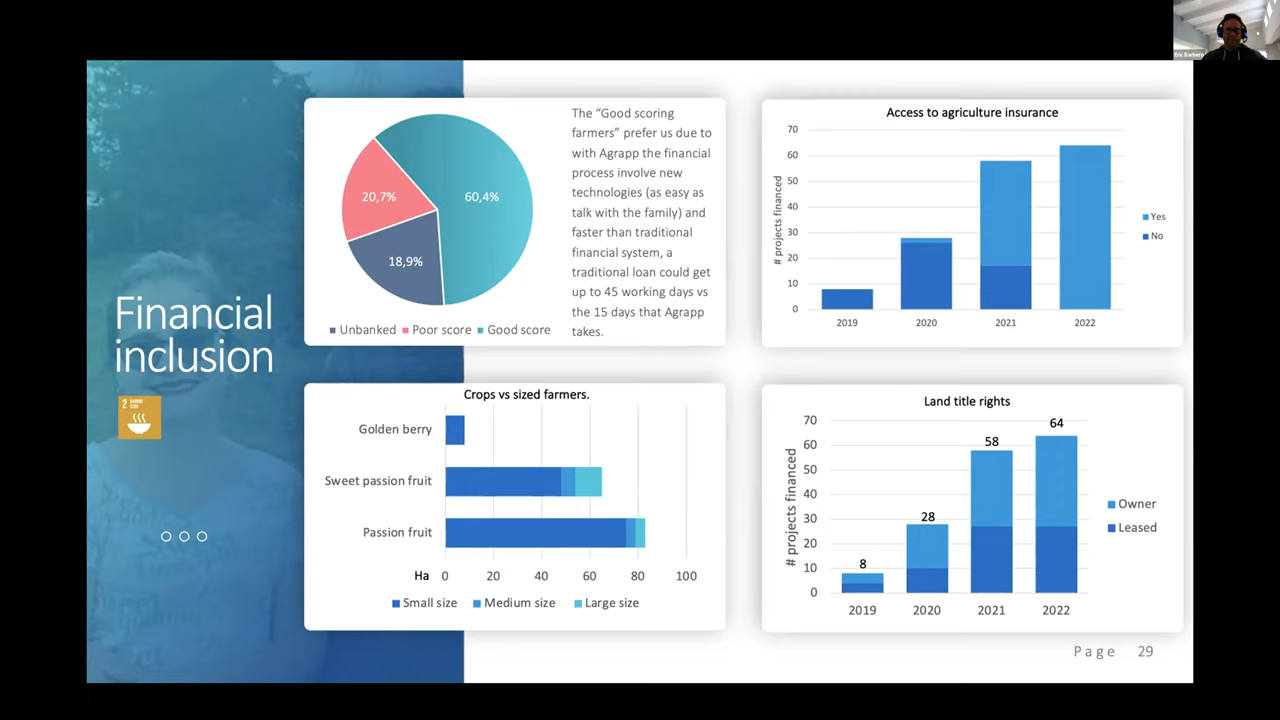 Eric Barbero
Financial
inclusion
2 HUNGER
ZERO
60,4%
20,7%
18,9%
Unbanked Poor score Good score
The “Good scoring
farmers” prefer us due to
with Agrapp the financial
process involve new
technologies (as easy as
talk with the family) and
faster than traditional
financial system, a
traditional loan could get
up to 45 working days vs
the 15 days that Agrapp
takes.
Access to agriculture insurance
# projects financed
70
60
50
40
30
20
10
0
2019 2020 2021 2022
Yes
No
Crops vs sized farmers.
Golden berry
Sweet passion fruit
Passion fruit
Ha 0 20 40 60 80 100
Small size Medium size Large size
Land title rights
# projects financed
70
60
50
40
30
20
10
0
8
28
58
64
2019 2020 2021 2022
Owner
Leased
Page 29